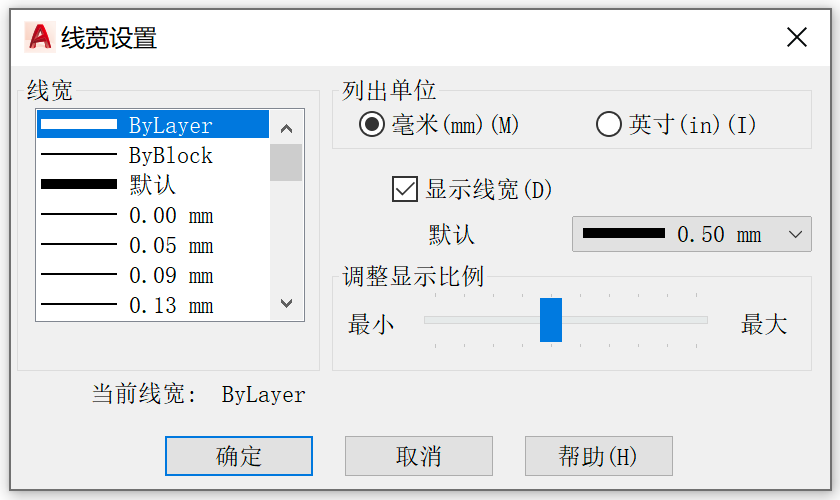 线宽设置
线宽
ByLayer
ByBlock
默认
0.00 mm
0.05 mm
0.09 mm
0.13 mm
当前线宽: ByLayer
列出单位
毫米(mm)(M) 英寸(in)(I)
显示线宽(D)
默认 0.50 mm
调整显示比例
最小 最大
确定 取消 帮助(H)